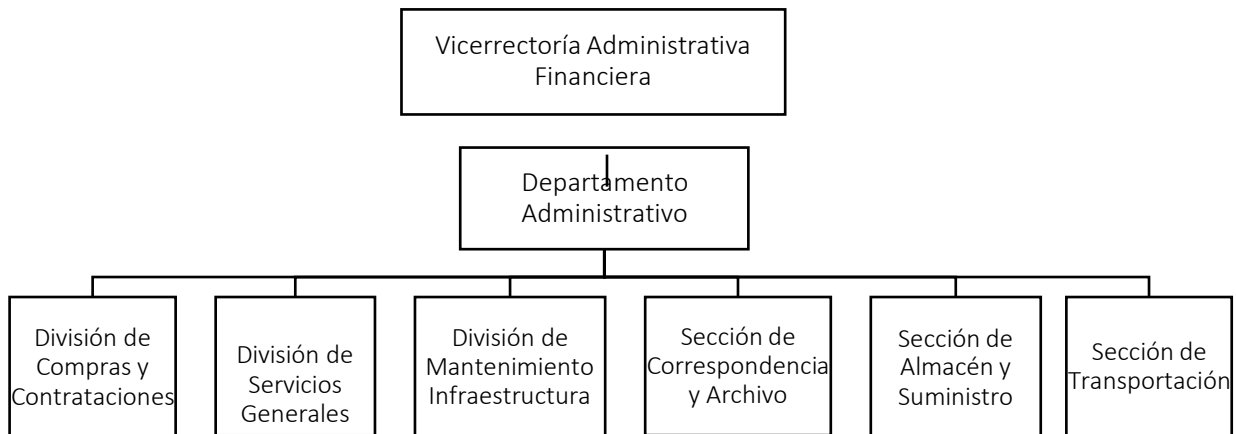 Vicerrectoría Administrativa
Financiera
Departamento
Administrativo
División de
Compras y
Contrataciones
División de
Servicios
Generales
División de
Mantenimiento
Infraestructura
Sección de
Correspondencia
y Archivo
Sección de
Almacén y
Suministro
Sección de
Transportación